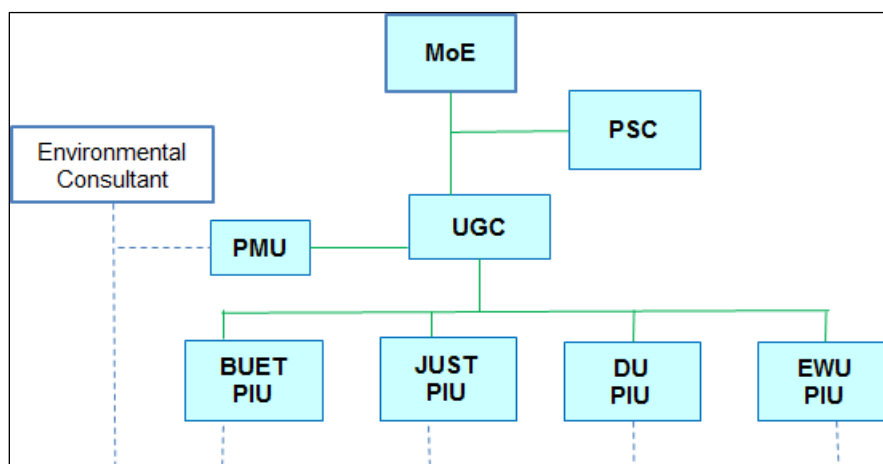 MoE
PSC
Environmental
Consultant
UGC
PMU
BUET
PIU
JUST
PIU
DU
PIU
EWU
PIU